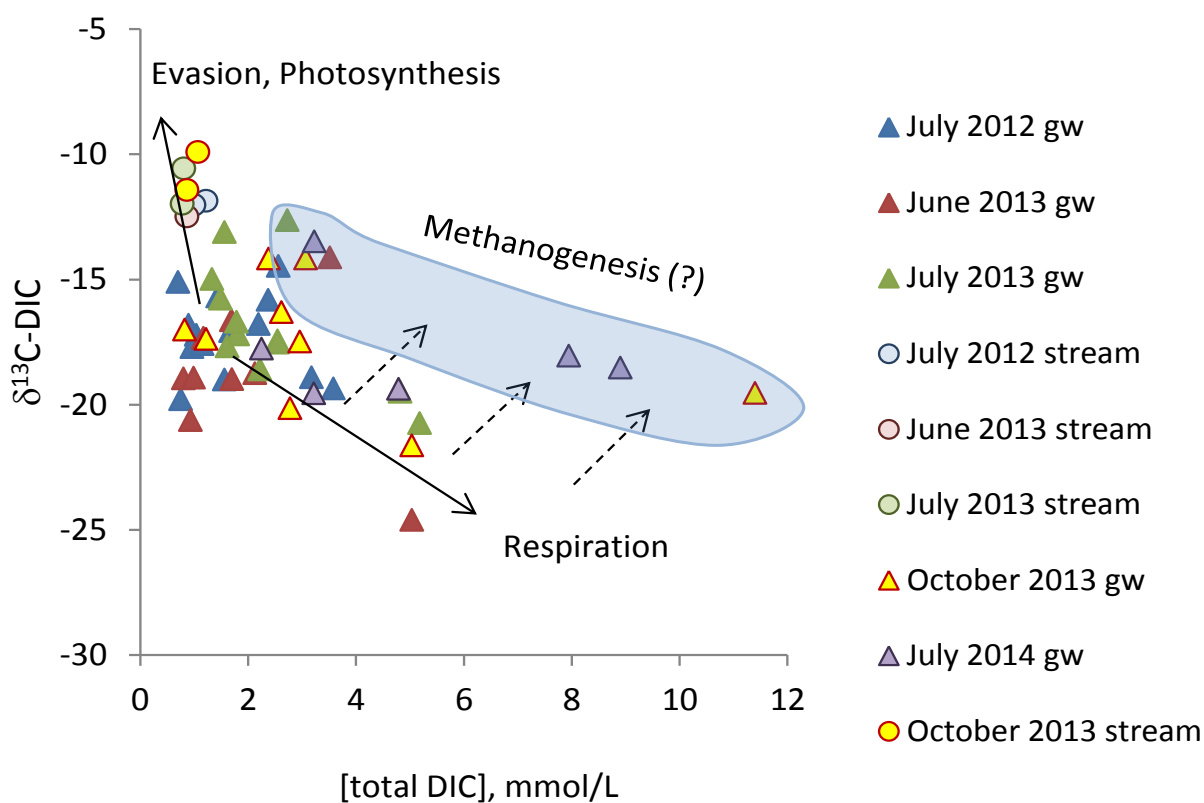 -5
Evasion, Photosynthesis
-10
-15
-20
-25
-30
δ¹³C-DIC
Methanogenesis (?)
Respiration
0 2 4 6 8 10 12
[total DIC], mmol/L
July 2012 gw
June 2013 gw
July 2013 gw
July 2012 stream
June 2013 stream
July 2013 stream
October 2013 gw
July 2014 gw
October 2013 stream